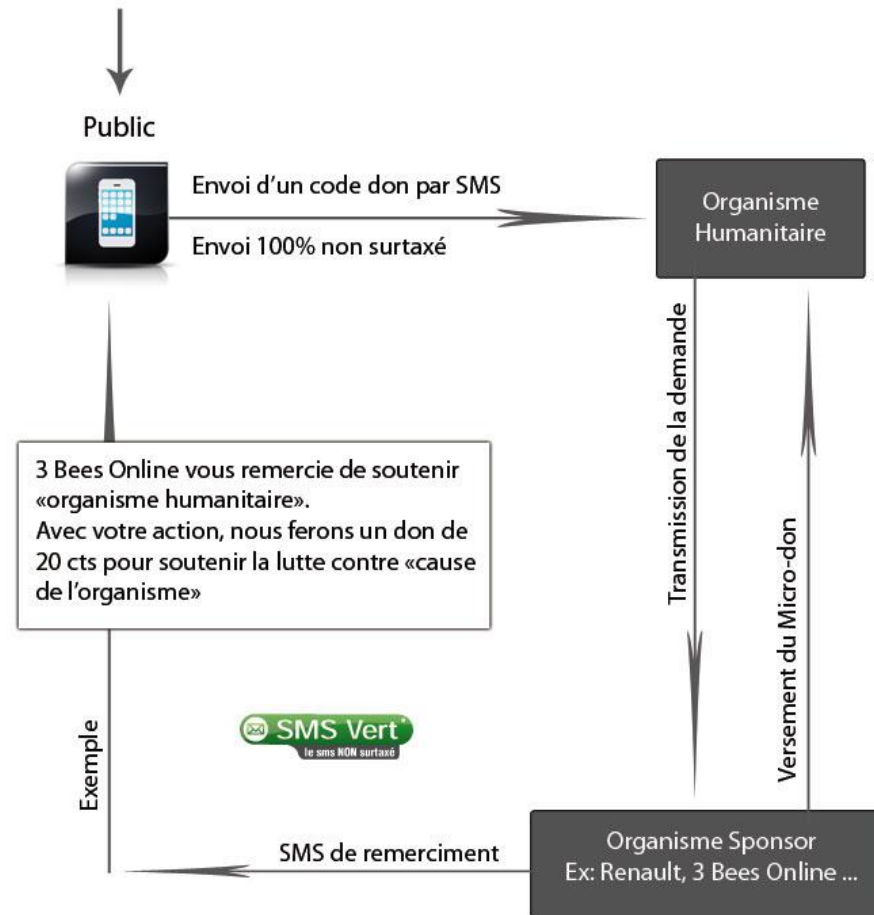 Public
Envoi d'un code don par SMS
Envoi 100% non surtaxé
Organisme
Humanitaire
Transmission de la demande
Versement du Micro-don
3 Bees Online vous remercie de soutenir
«organisme humanitaire».
Avec votre action, nous ferons un don de
20 cts pour soutenir la lutte contre «cause
de l'organisme»
Exemple
SMS Vert
le sms NON surtaxé
SMS de remerciment
Organisme Sponsor
Ex: Renault, 3 Bees Online ...